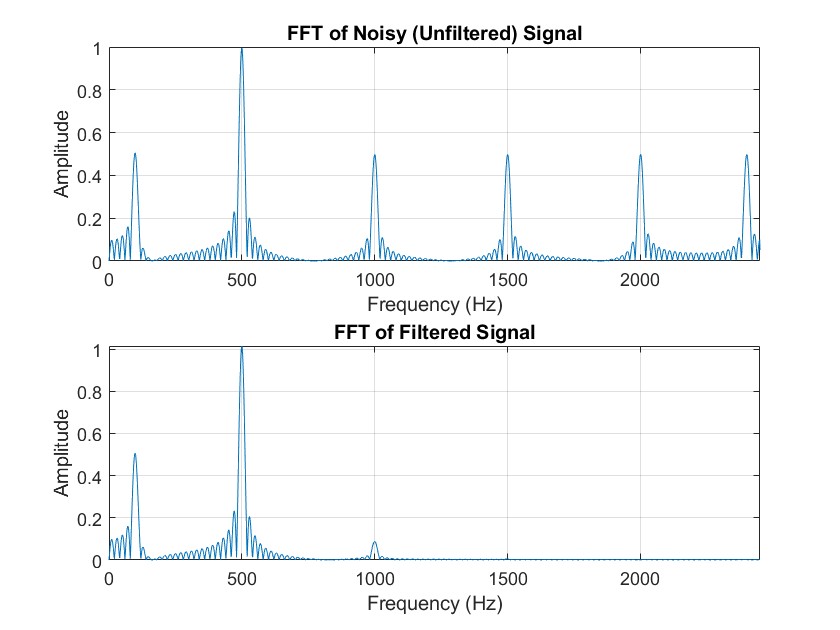 FFT of Noisy (Unfiltered) Signal
1
0.8
0.6
0.4
0.2
0
Amplitude
0 500 1000 1500 2000
Frequency (Hz)
FFT of Filtered Signal
1
0.8
0.6
0.4
0.2
0
Amplitude
0 500 1000 1500 2000
Frequency (Hz)